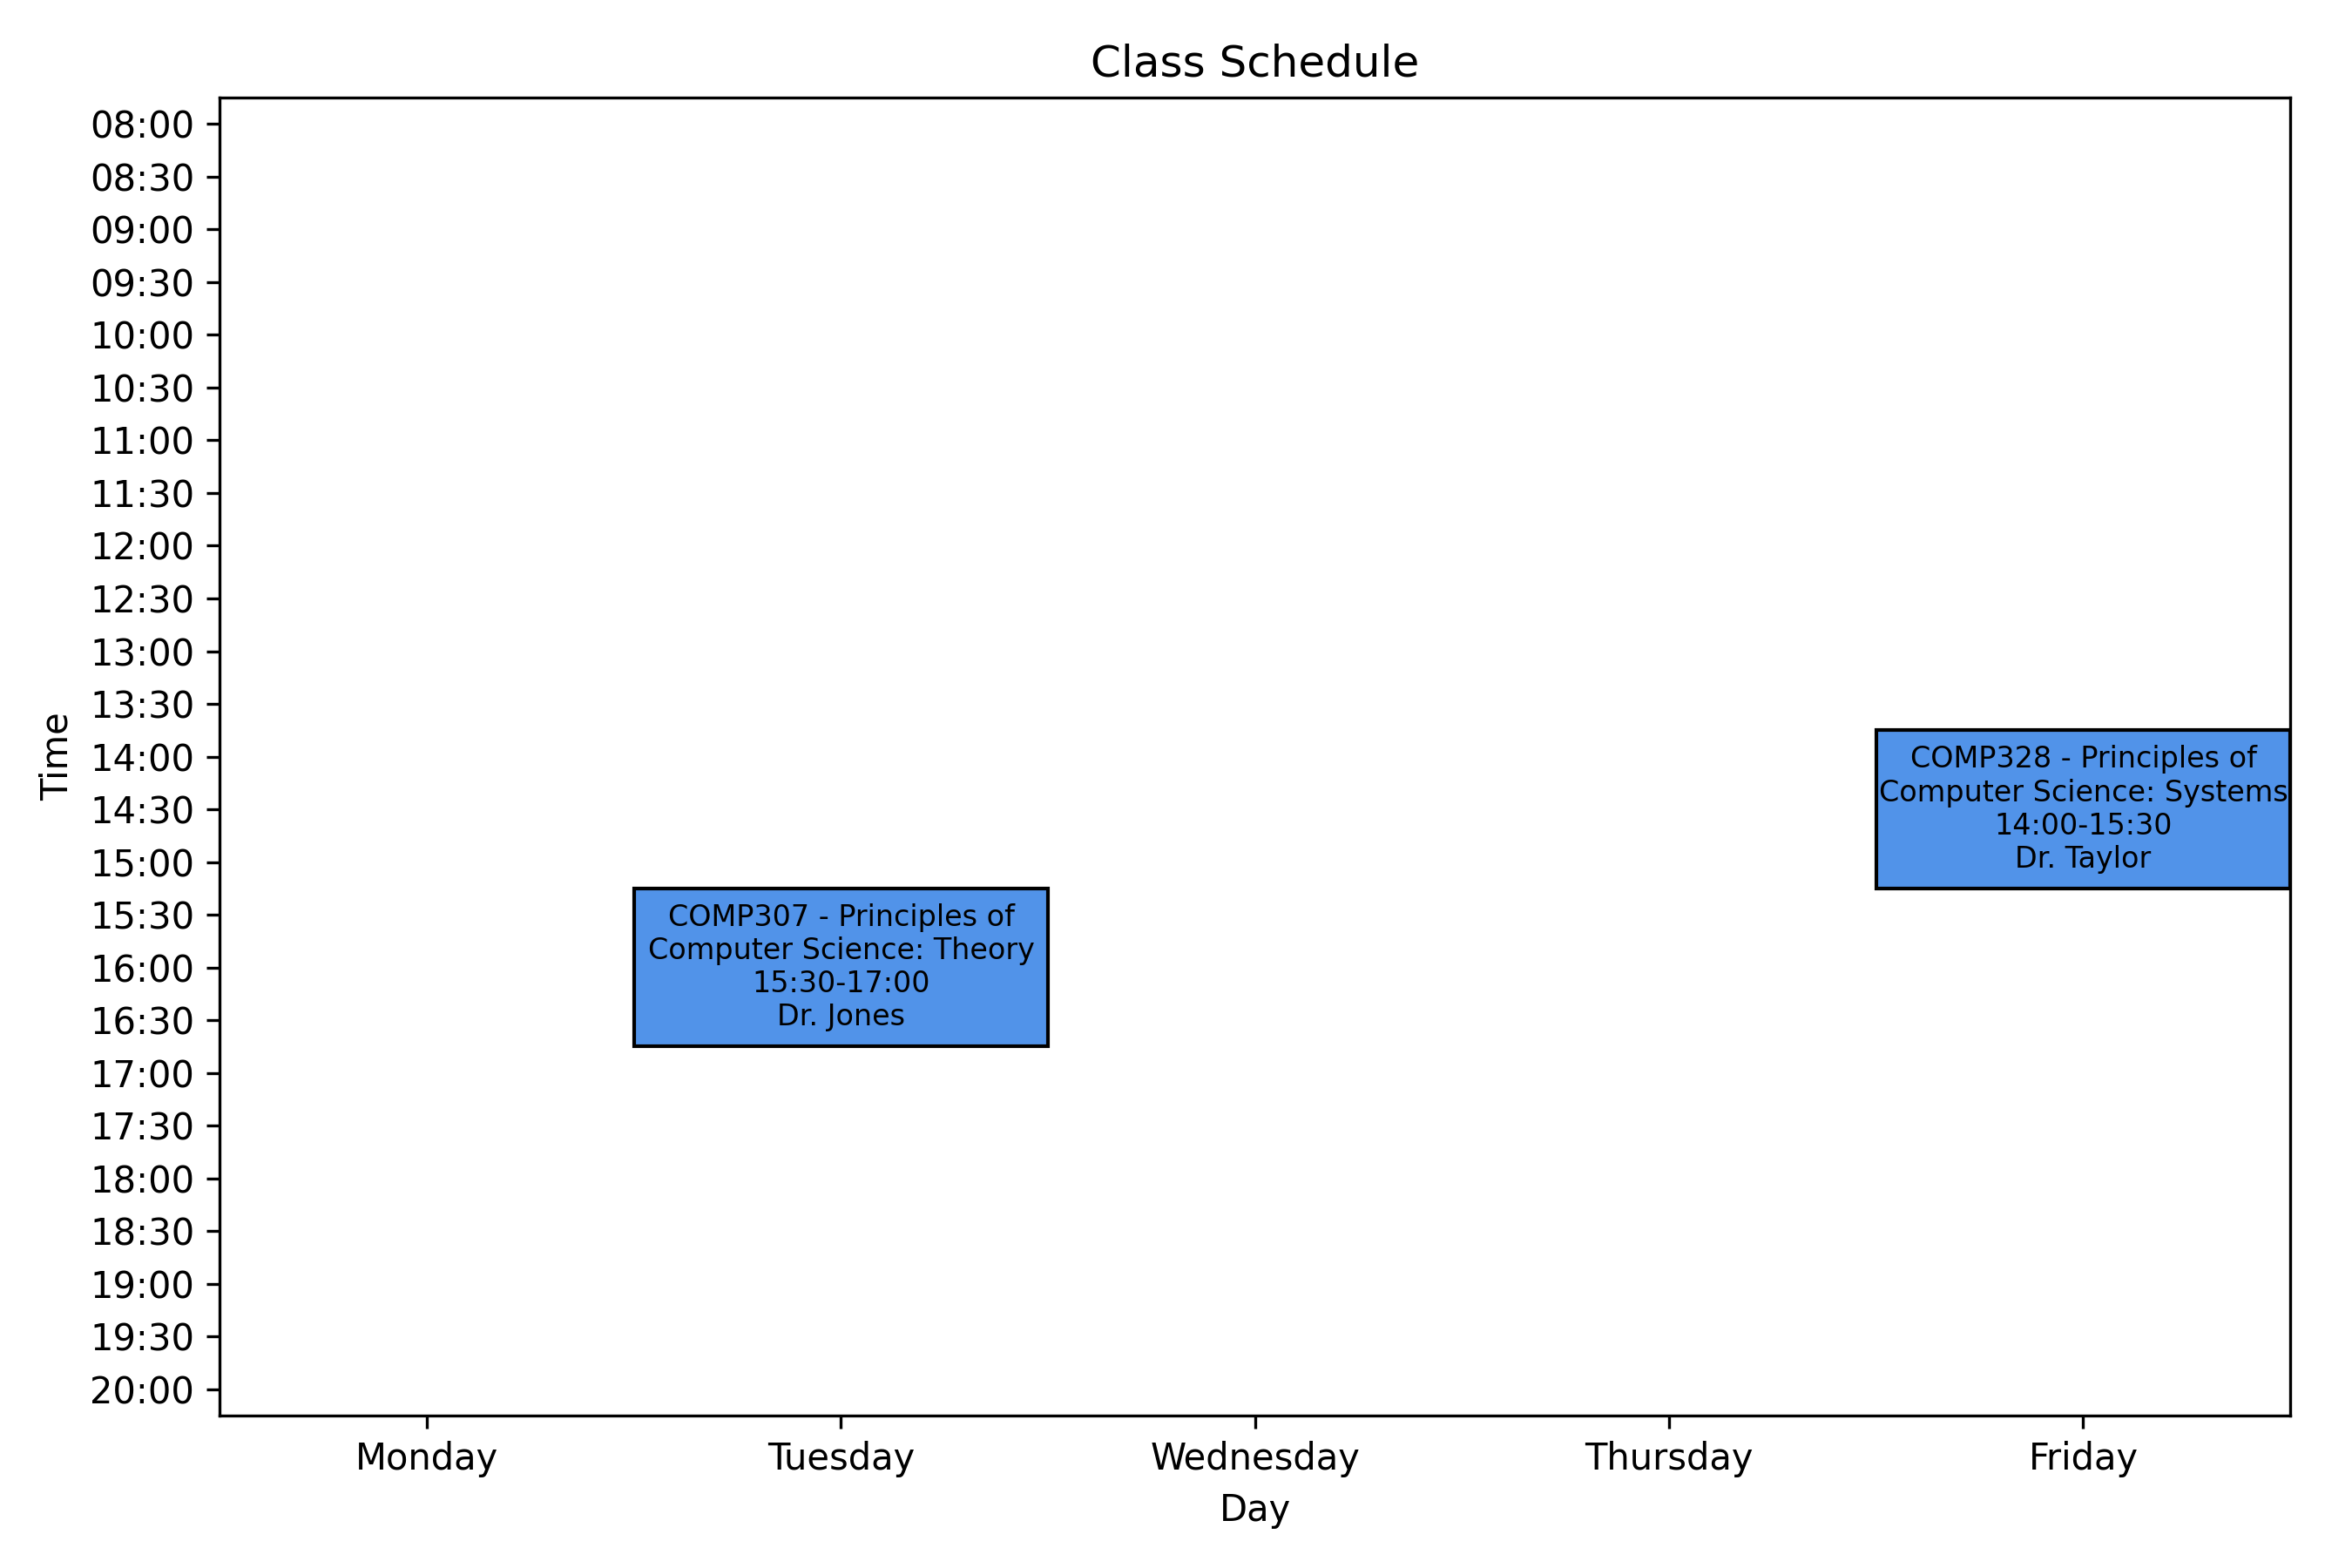 Class Schedule
Time
08:00
08:30
09:00
09:30
10:00
10:30
11:00
11:30
12:00
12:30
13:00
13:30
14:00
14:30
15:00
15:30
16:00
16:30
17:00
17:30
18:00
18:30
19:00
19:30
20:00
COMP307 - Principles of
Computer Science: Theory
15:30-17:00
Dr. Jones
COMP328 - Principles of
Computer Science: Systems
14:00-15:30
Dr. Taylor
Monday
Tuesday
Wednesday
Thursday
Friday
Day